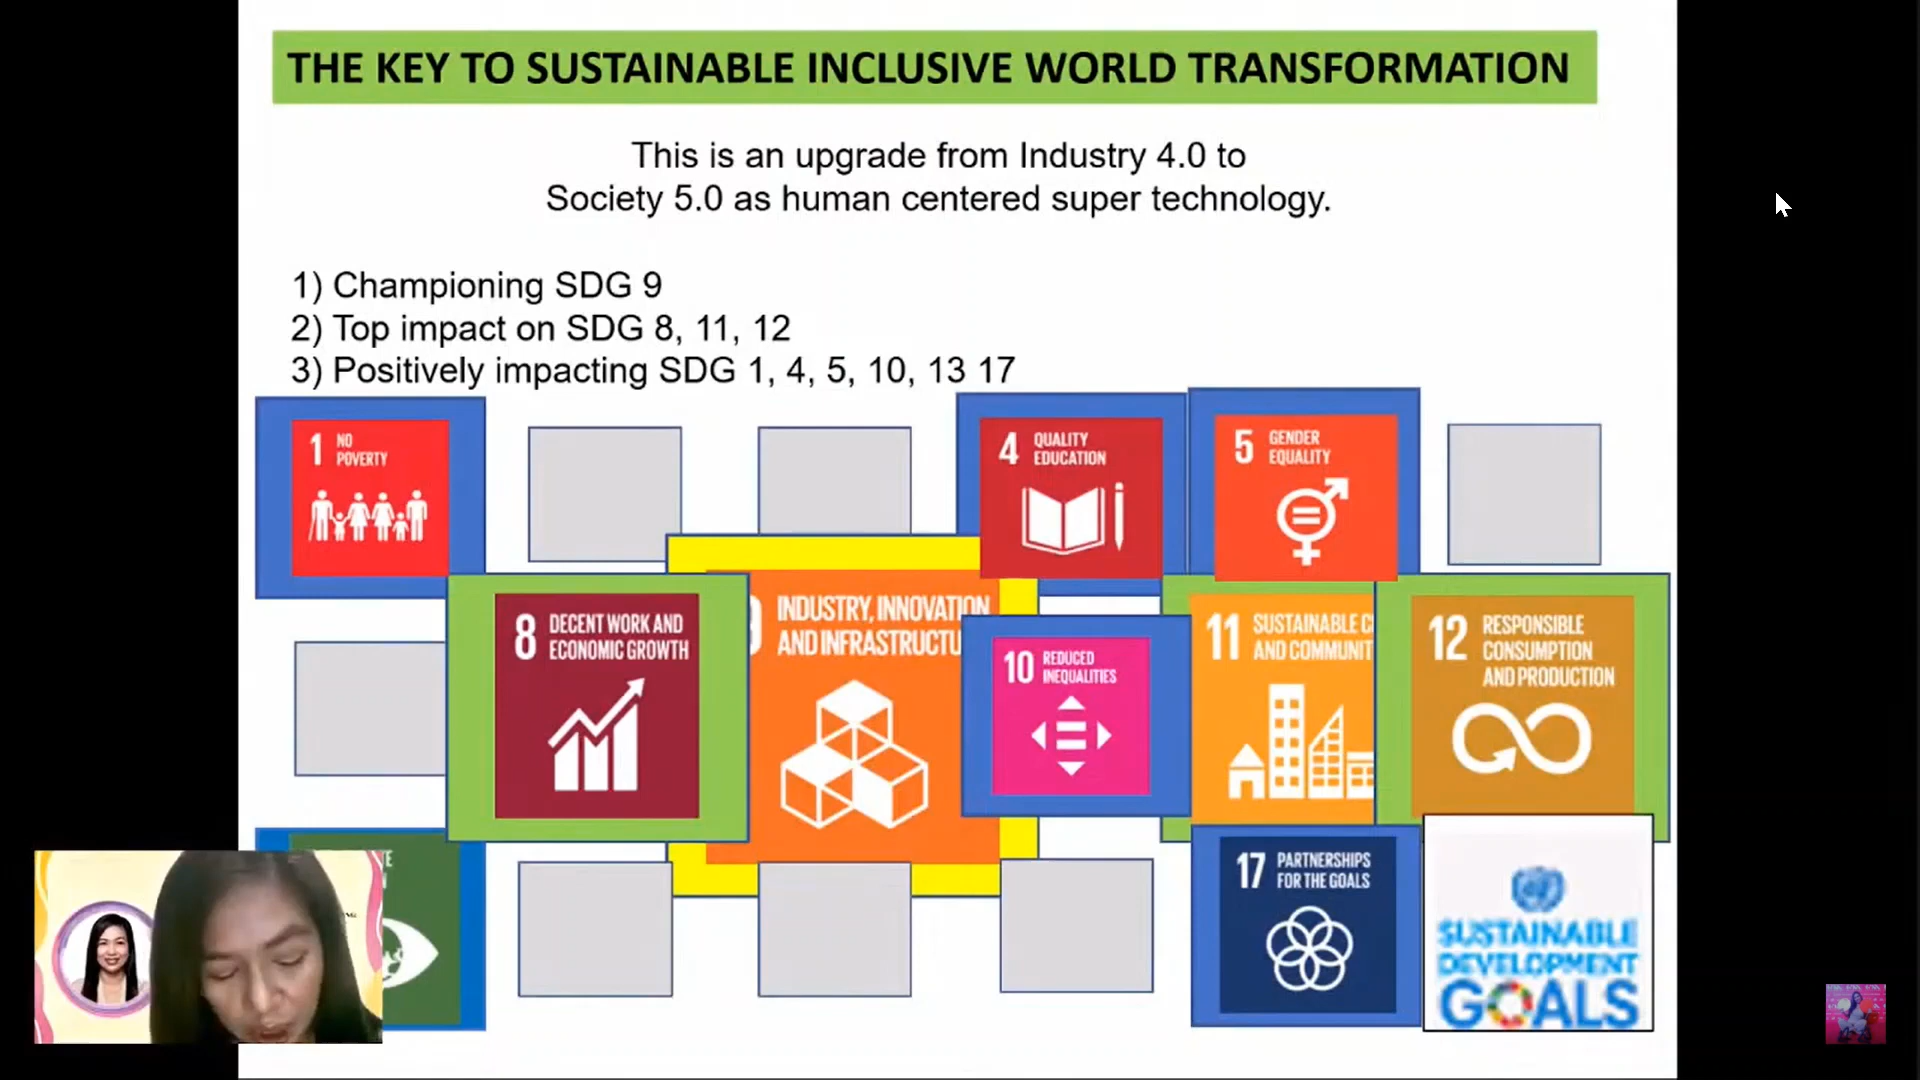 THE KEY TO SUSTAINABLE INCLUSIVE WORLD TRANSFORMATION
This is an upgrade from Industry 4.0 to
Society 5.0 as human centered super technology.
1) Championing SDG 9
2) Top impact on SDG 8, 11, 12
3) Positively impacting SDG 1, 4, 5, 10, 13 17
1 NO
POVERTY
4 QUALITY
EDUCATION
5 GENDER
EQUALITY
8 DECENT WORK AND
ECONOMIC GROWTH
9 INDUSTRY, INNOVATION
AND INFRASTRUCTU
10 REDUCED
INEQUALITIES
11 SUSTAINABLE C
AND COMMUNIT
12 RESPONSIBLE
CONSUMPTION
AND PRODUCTION
17 PARTNERSHIPS
FOR THE GOALS
SUSTAINABLE
DEVELOPMENT
GOALS